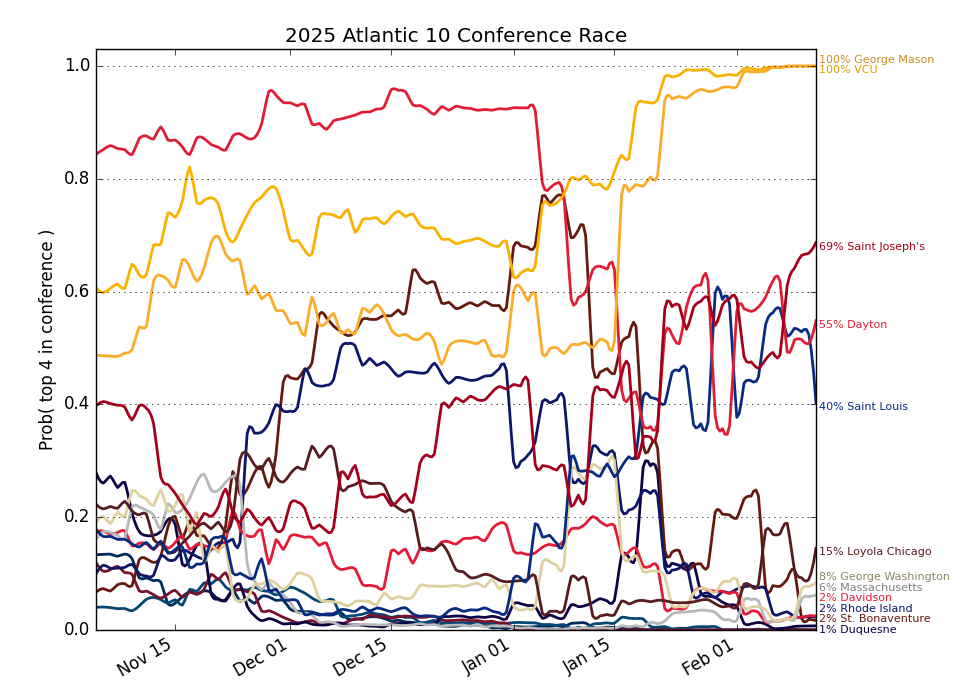 2025 Atlantic 10 Conference Race
Prob( top 4 in conference )
1.0
0.8
0.6
0.4
0.2
0.0
Nov 15
Dec 01
Dec 15
Jan 01
Jan 15
Feb 01
100% George Mason
100% VCU
69% Saint Joseph's
55% Dayton
40% Saint Louis
15% Loyola Chicago
8% George Washington
6% Massachusetts
2% Davidson
2% Rhode Island
2% St. Bonaventure
1% Duquesne